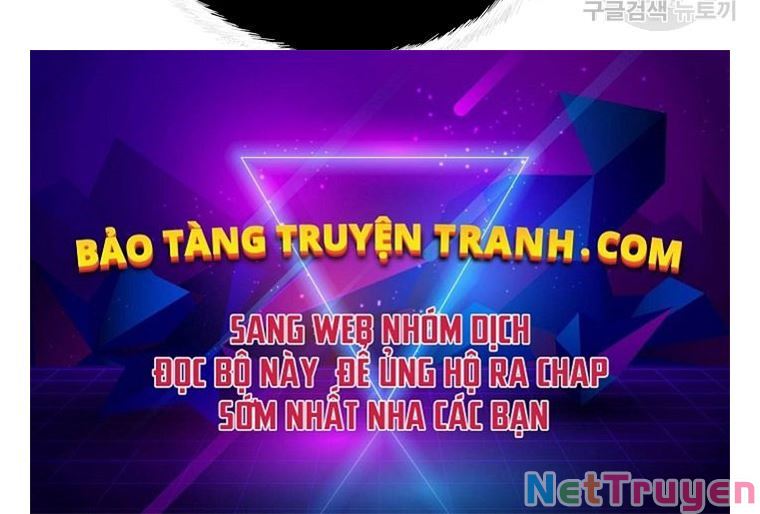 구글검색 뉴토끼
BẢO TÀNG TRUYỆN TRANH.COM
SANG WEB NHÓM DỊCH
ĐỌC BỘ NÀY ĐỂ ỦNG HỘ RA CHAP
SỚM NHẤT NHA CÁC BẠN
NetTruyen